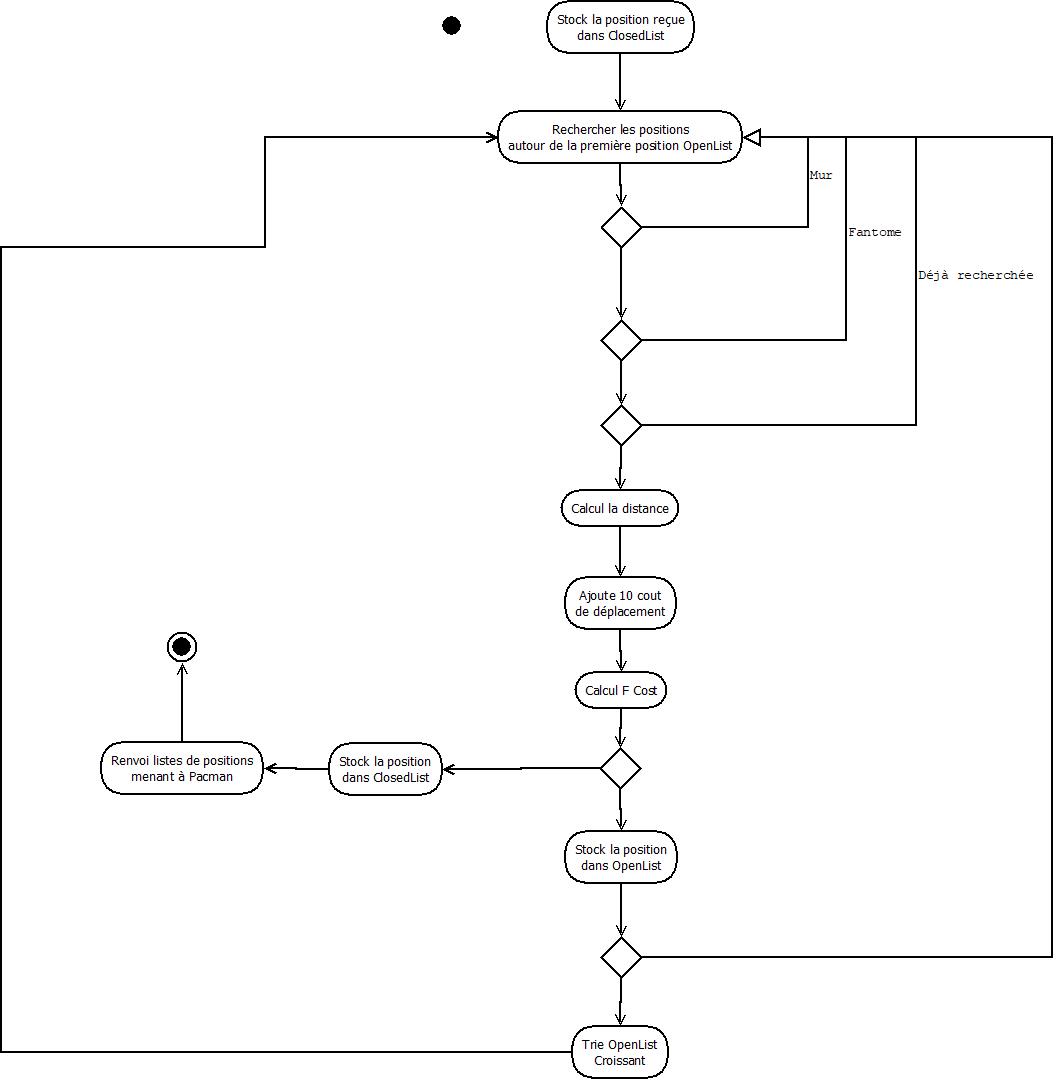 Stock la position reçue
dans ClosedList
Rechercher les positions
autour de la première position OpenList
Mur
Fantome
Déjà recherchée
Calcul la distance
Ajoute 10 cout
de déplacement
Calcul F Cost
Renvoi listes de positions
menant à Pacman
Stock la position
dans ClosedList
Stock la position
dans OpenList
Trie OpenList
Croissant